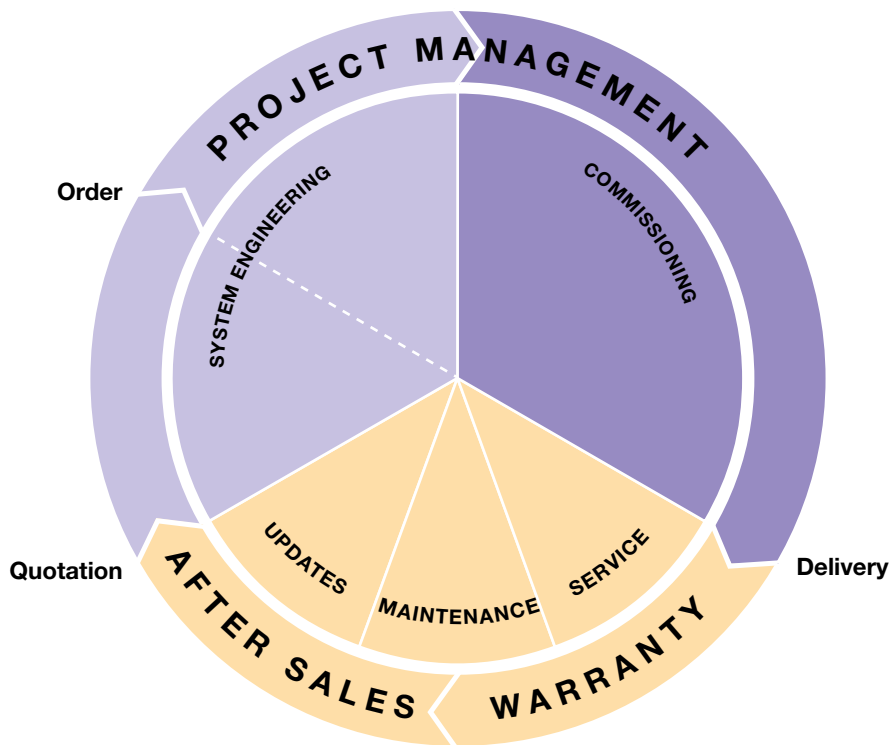 PROJECT MANAGEMENT
Order
SYSTEM ENGINEERING
COMMISSIONING
Quotation
UPDATES
MAINTENANCE
SERVICE
Delivery
AFTER SALES
WARRANTY